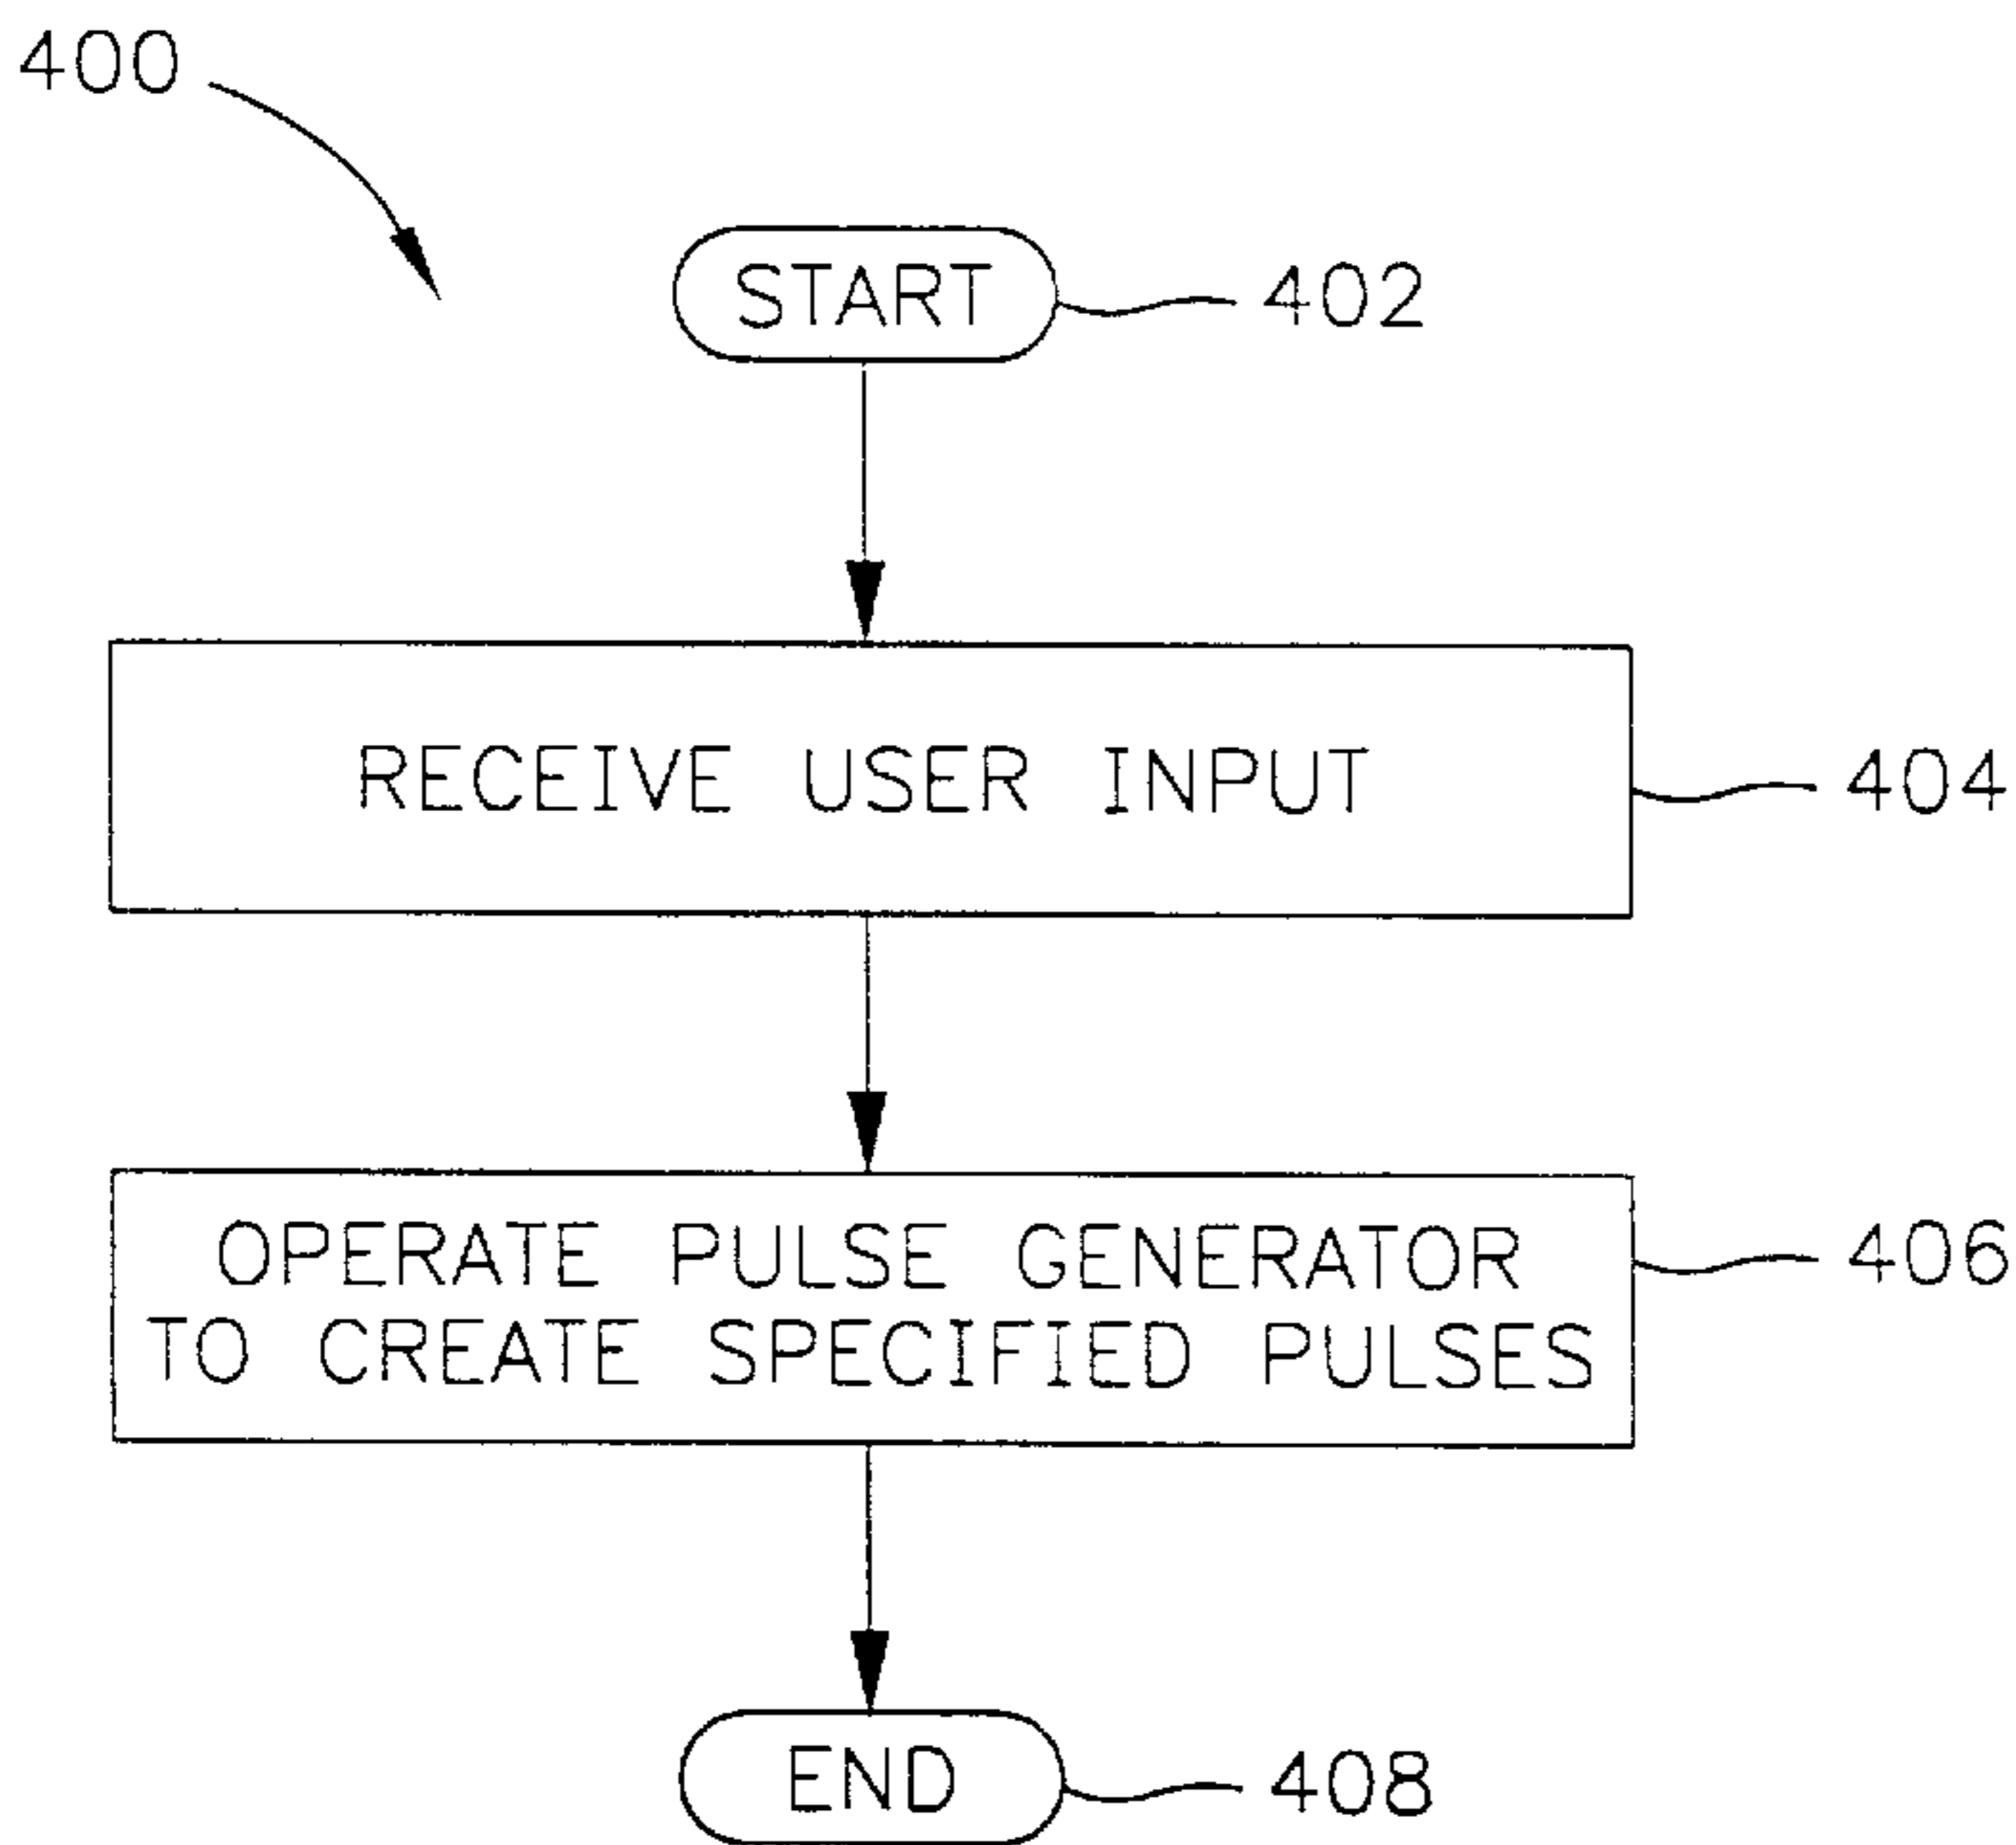 400
START
402
RECEIVE USER INPUT
404
OPERATE PULSE GENERATOR
TO CREATE SPECIFIED PULSES
406
END
408